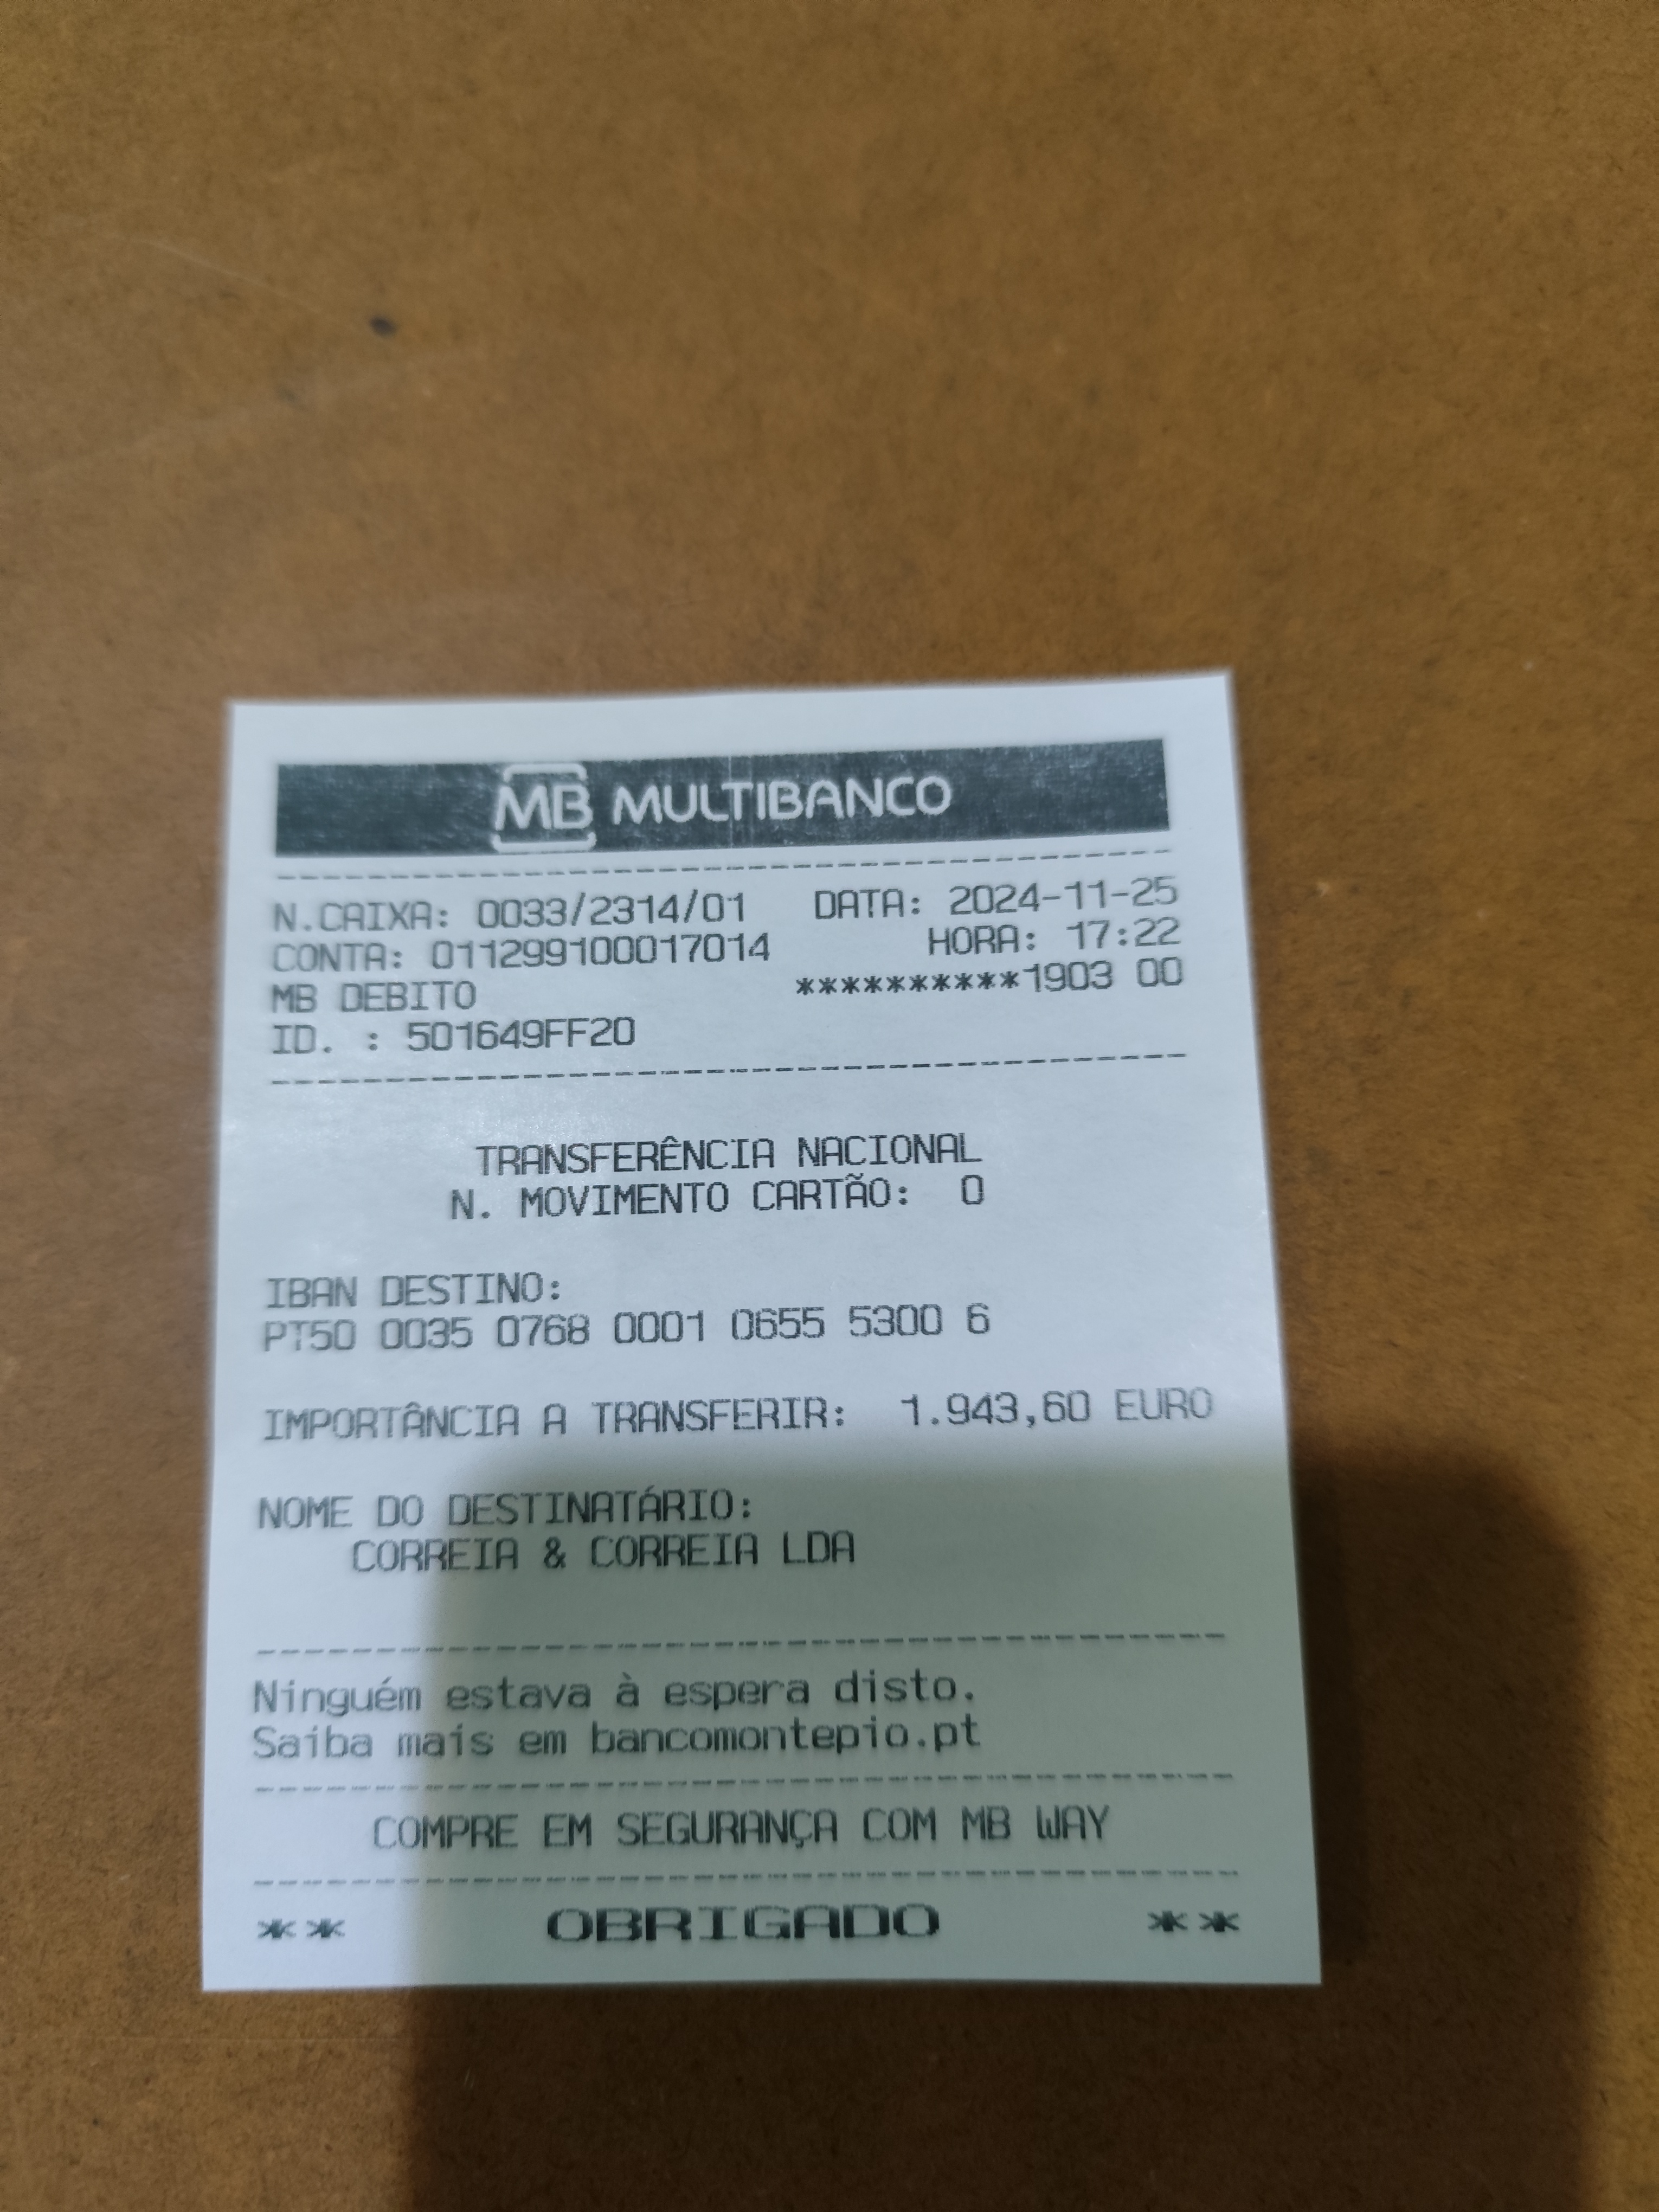 MB MULTIBANCO
N.CAIXA: 0033/2314/01 DATA: 2024-11-25
CONTA: 011299100017014 HORA: 17:22
MB DEBITO **********1903 00
ID. : 501649FF20
TRANSFERÊNCIA NACIONAL
N. MOVIMENTO CARTÃO: 0
IBAN DESTINO:
PT50 0035 0768 0001 0655 5300 6
IMPORTÂNCIA A TRANSFERIR: 1.943,60 EURO
NOME DO DESTINATÁRIO:
CORREIA & CORREIA LDA
Ninguém estava à espera disto.
Saiba mais em bancomontepio.pt
COMPRE EM SEGURANÇA COM MB WAY
** OBRIGADO **